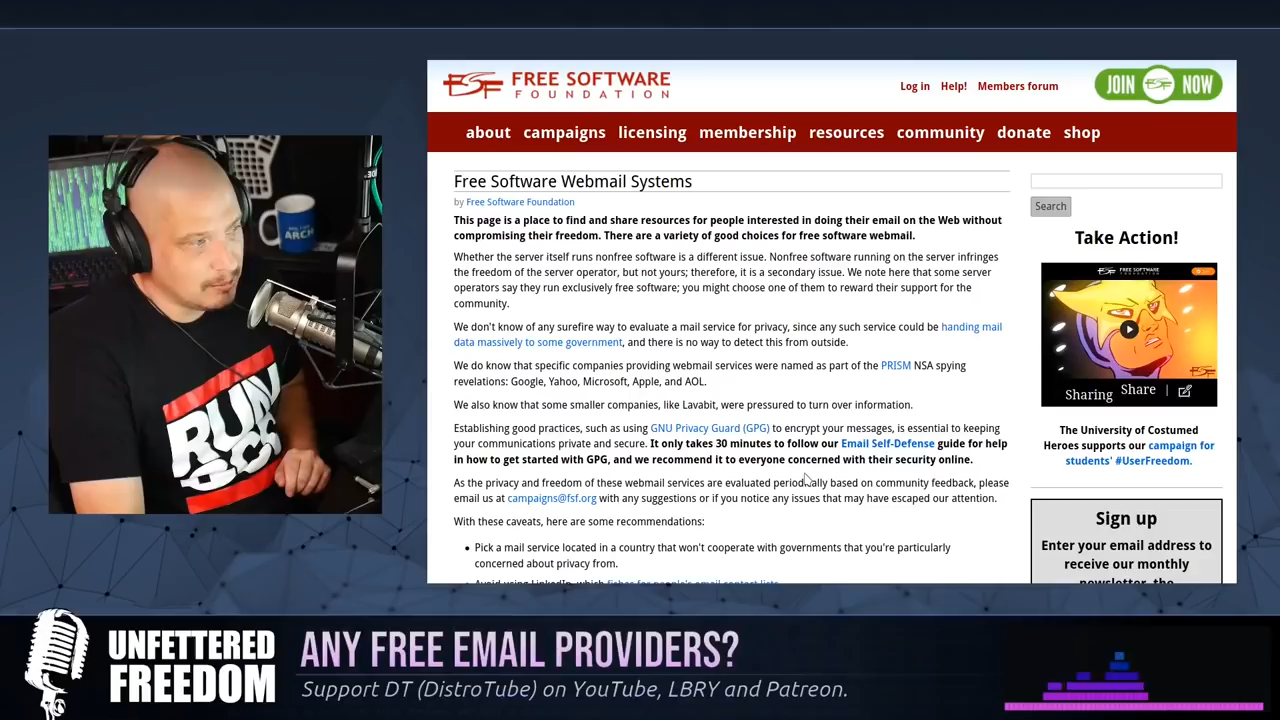 FREE SOFTWARE
FOUNDATION
Log in Help! Members forum
JOIN NOW
about campaigns licensing membership resources community donate shop
Free Software Webmail Systems
by Free Software Foundation
This page is a place to find and share resources for people interested in doing their email on the Web without
compromising their freedom. There are a variety of good choices for free software webmail.
Whether the server itself runs nonfree software is a different issue. Nonfree software running on the server infringes
the freedom of the server operator, but not yours; therefore, it is a secondary issue. We note here that some server
operators say they run exclusively free software; you might choose one of them to reward their support for the
community.
We don't know of any surefire way to evaluate a mail service for privacy, since any such service could be handing mail
data massively to some government, and there is no way to detect this from outside.
We do know that specific companies providing webmail services were named as part of the PRISM NSA spying
revelations: Google, Yahoo, Microsoft, Apple, and AOL.
We also know that some smaller companies, like Lavabit, were pressured to turn over information.
Establishing good practices, such as using GNU Privacy Guard (GPG) to encrypt your messages, is essential to keeping
your communications private and secure. It only takes 30 minutes to follow our Email Self-Defense guide for help
in how to get started with GPG, and we recommend it to everyone concerned with their security online.
As the privacy and freedom of these webmail services are evaluated periodically based on community feedback, please
email us at campaigns@fsf.org with any suggestions or if you notice any issues that may have escaped our attention.
With these caveats, here are some recommendations:
• Pick a mail service located in a country that won't cooperate with governments that you're particularly
concerned about privacy from.
Avoid using LinkedIn, which fishes for people's email contact lists
Search
Take Action!
FREE SOFTWARE
FOUNDATION
Sharing Share |
The University of Costumed
Heroes supports our campaign for
students' #UserFreedom.
Sign up
Enter your email address to
receive our monthly
newsletter, the
ARCH
RUN
UNFETTERED
FREEDOM
ANY FREE EMAIL PROVIDERS?
Support DT (DistroTube) on YouTube, LBRY and Patreon.